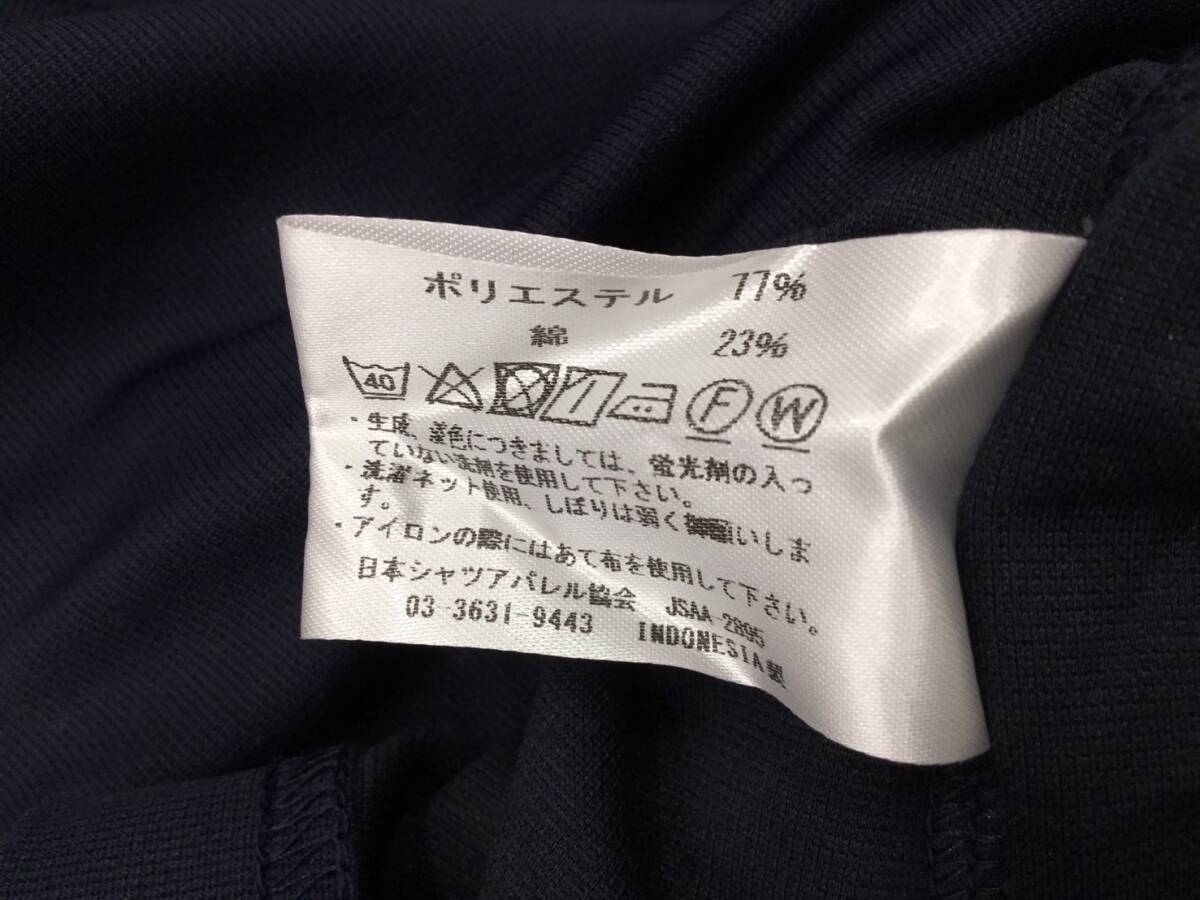 ポリエステル 77%
綿 23%
40 F W
・生成、淡色につきましては、蛍光剤の入っ
ていない洗剤を使用して下さい。
・洗濯ネット使用、しぼりは弱く御願いしま
す。
・アイロンの際にはあて布を使用して下さい。
日本シャツアパレル協会 JSAA-2895
03-3631-9443 INDONESIA製